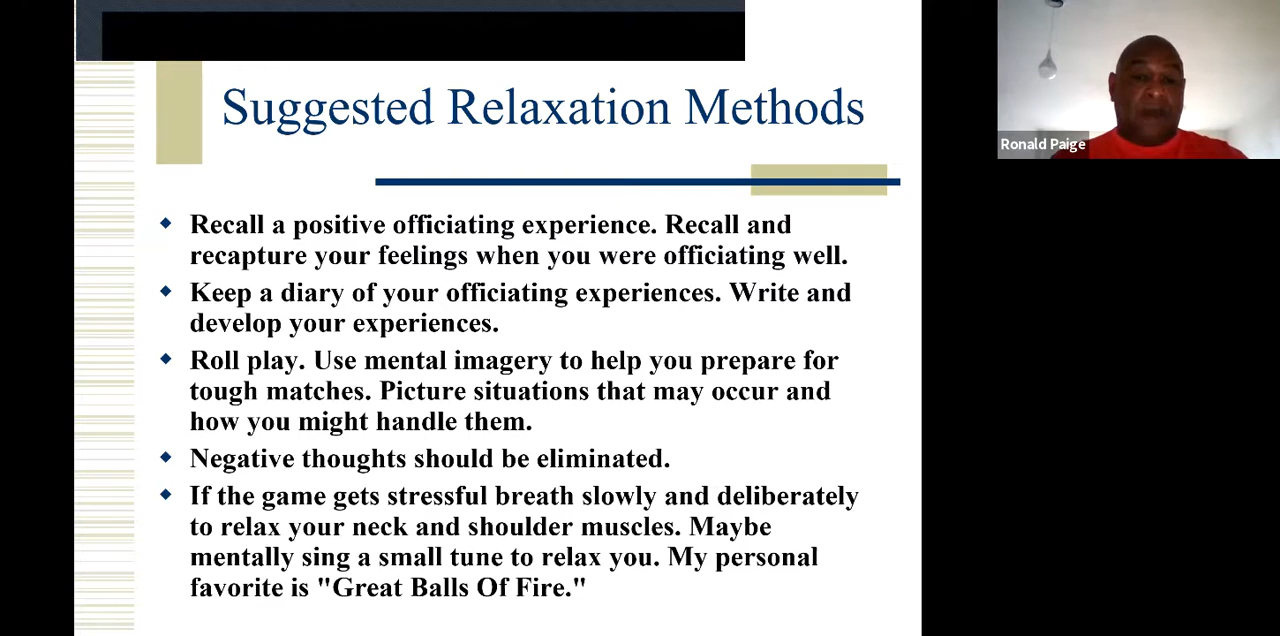 Suggested Relaxation Methods
Recall a positive officiating experience. Recall and
recapture your feelings when you were officiating well.
Keep a diary of your officiating experiences. Write and
develop your experiences.
Roll play. Use mental imagery to help you prepare for
tough matches. Picture situations that may occur and
how you might handle them.
Negative thoughts should be eliminated.
If the game gets stressful breath slowly and deliberately
to relax your neck and shoulder muscles. Maybe
mentally sing a small tune to relax you. My personal
favorite is "Great Balls Of Fire."
Ronald Paige